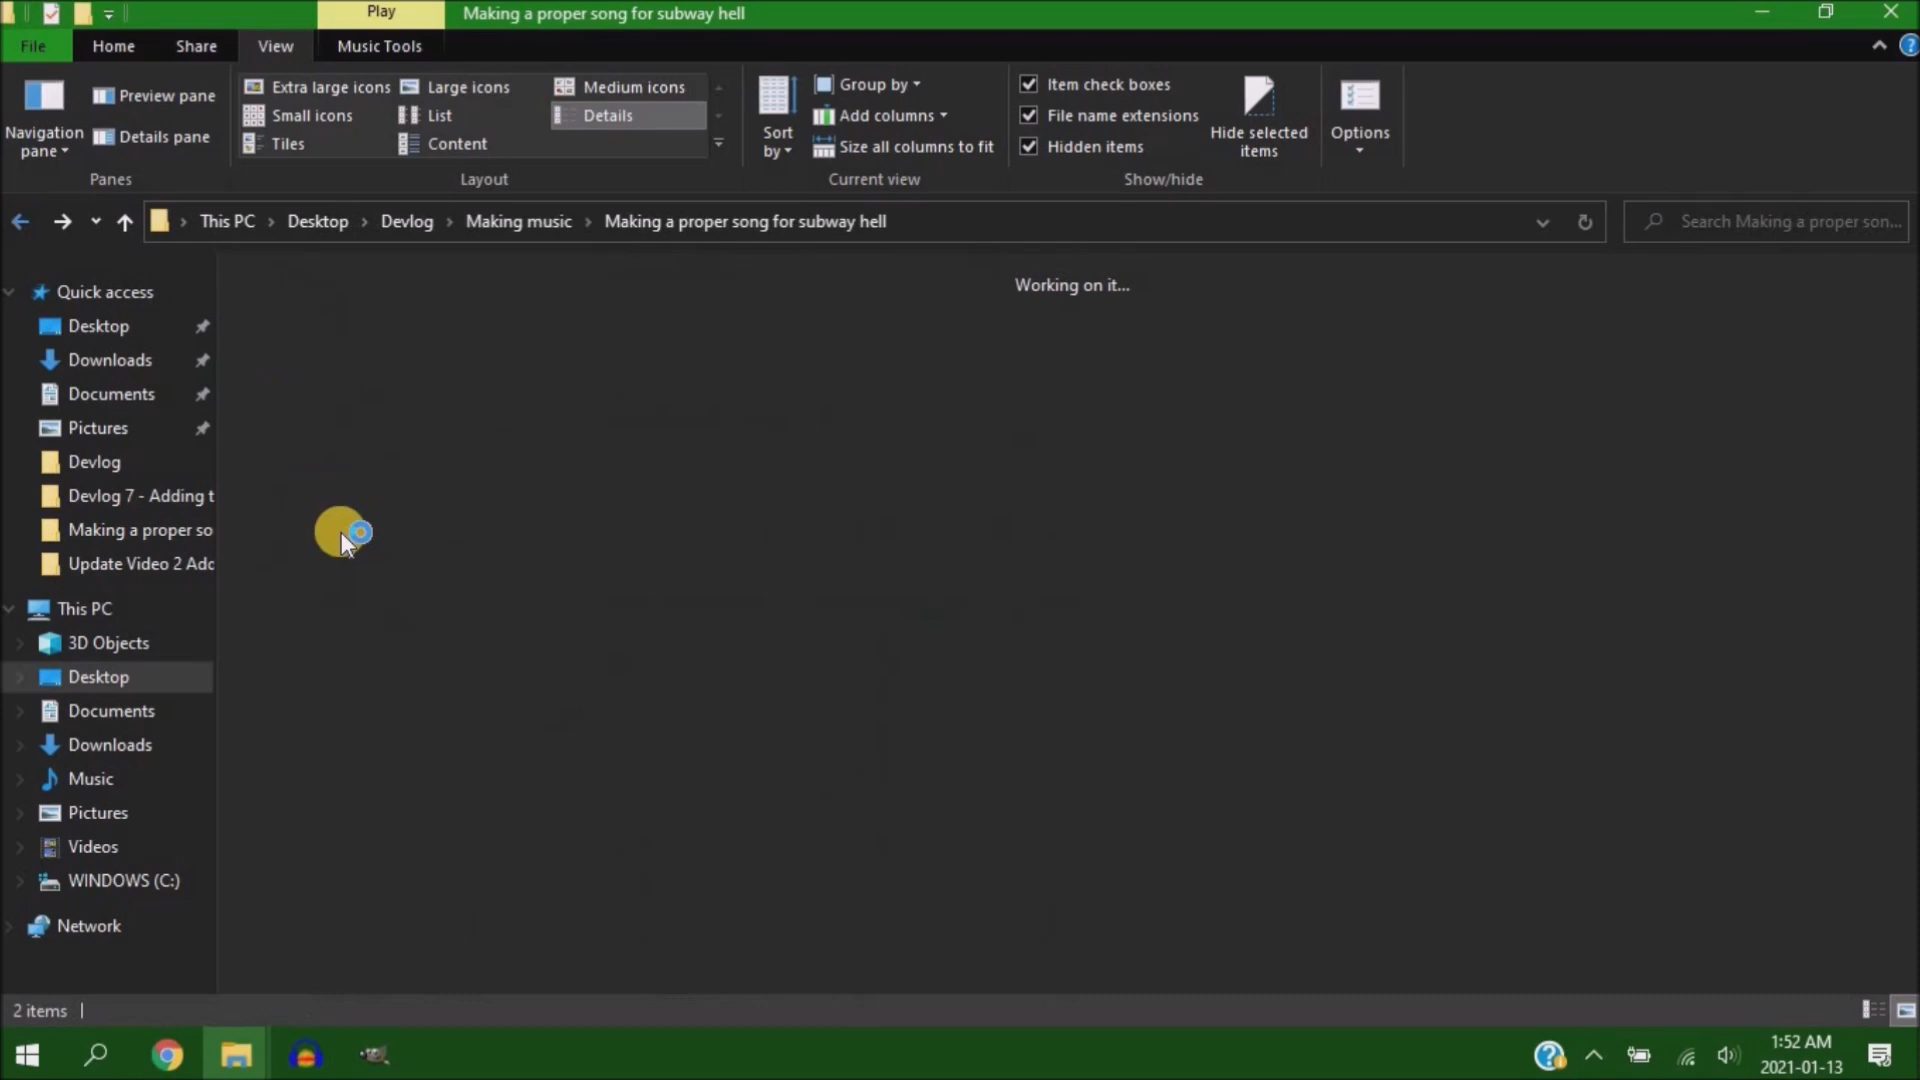 Play
Making a proper song for subway hell
File
Home
Share
View
Music Tools
Navigation pane
Preview pane
Details pane
Panes
Extra large icons
Large icons
Medium icons
Small icons
List
Details
Tiles
Content
Layout
Sort by
Group by
Add columns
Size all columns to fit
Current view
Item check boxes
File name extensions
Hidden items
Hide selected items
Show/hide
Options
This PC
Desktop
Devlog
Making music
Making a proper song for subway hell
Search Making a proper son...
Working on it...
Quick access
Desktop
Downloads
Documents
Pictures
Devlog
Devlog 7 - Adding t
Making a proper so
Update Video 2 Adc
This PC
3D Objects
Desktop
Documents
Downloads
Music
Pictures
Videos
WINDOWS (C:)
Network
2 items
1:52 AM
2021-01-13